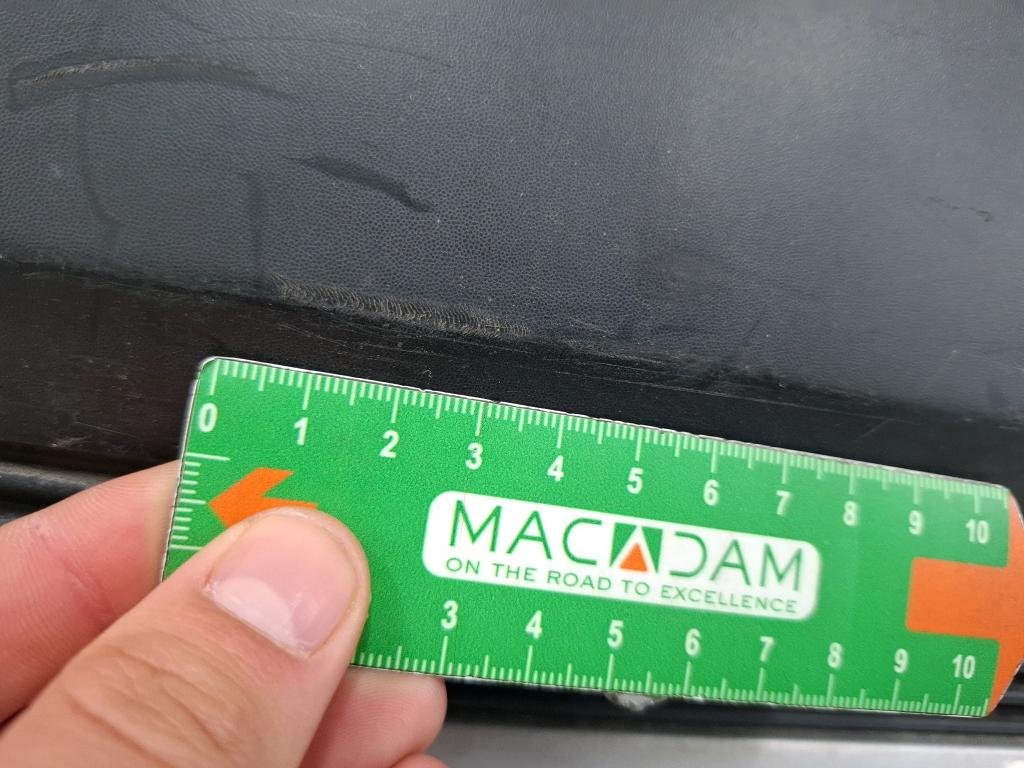 0 1 2 3 4 5 6 7 8 9 10
MACADAM
ON THE ROAD TO EXCELLENCE
3 4 5 6 7 8 9 10